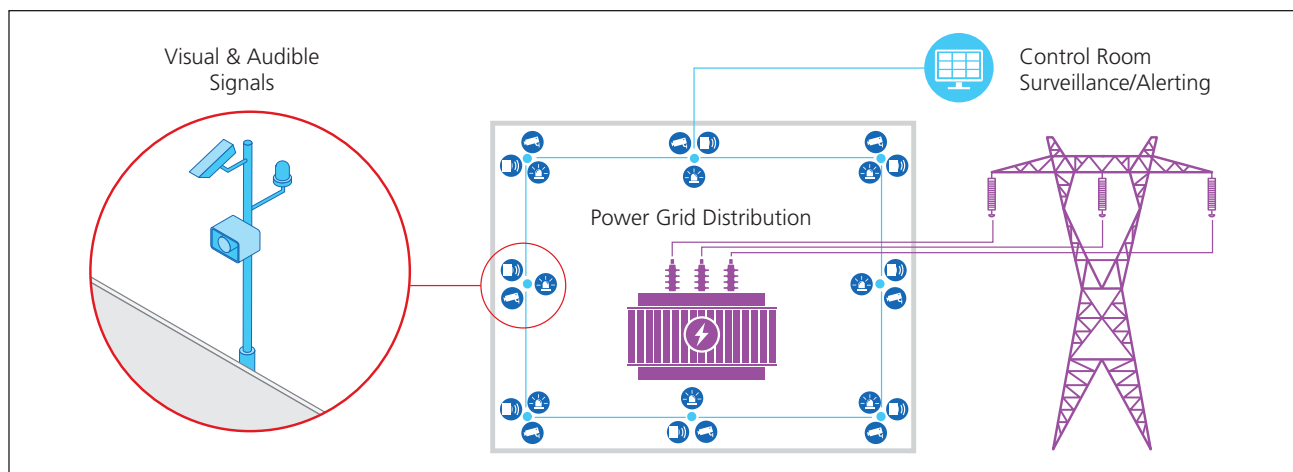 Visual & Audible
Signals
Control Room
Surveillance/Alerting
Power Grid Distribution